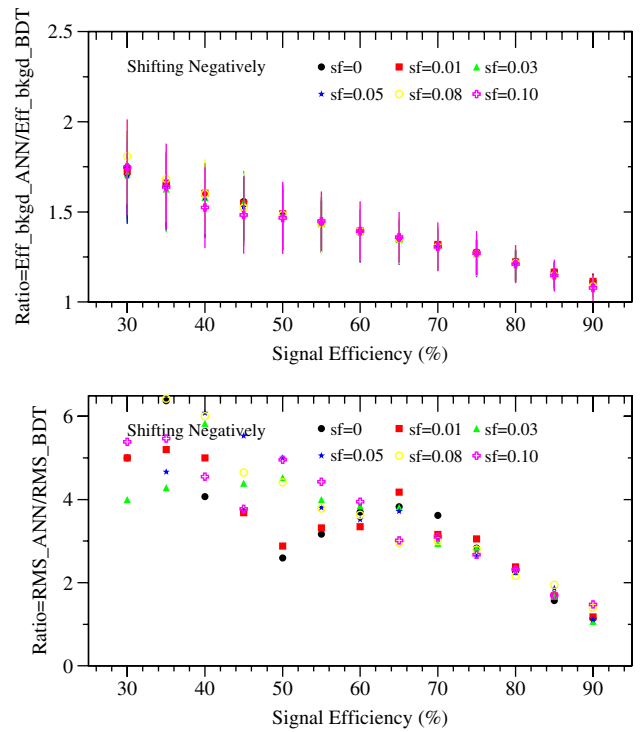 Ratio=Eff_bkgd_ANN/Eff_bkgd_BDT
2.5
2
1.5
1
Shifting Negatively
sf=0 sf=0.01 sf=0.03
sf=0.05 sf=0.08 sf=0.10
30 40 50 60 70 80 90
Signal Efficiency (%)
Ratio=RMS_ANN/RMS_BDT
6
4
2
0
Shifting Negatively
sf=0 sf=0.01 sf=0.03
sf=0.05 sf=0.08 sf=0.10
30 40 50 60 70 80 90
Signal Efficiency (%)